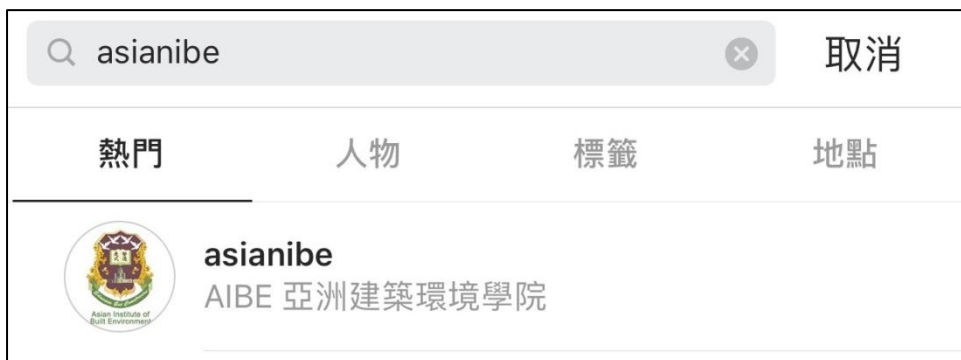 asianibe 取消
熱門 人物 標籤 地點
asianibe
AIBE 亞洲建築環境學院
Asian Institute of
Built Environment